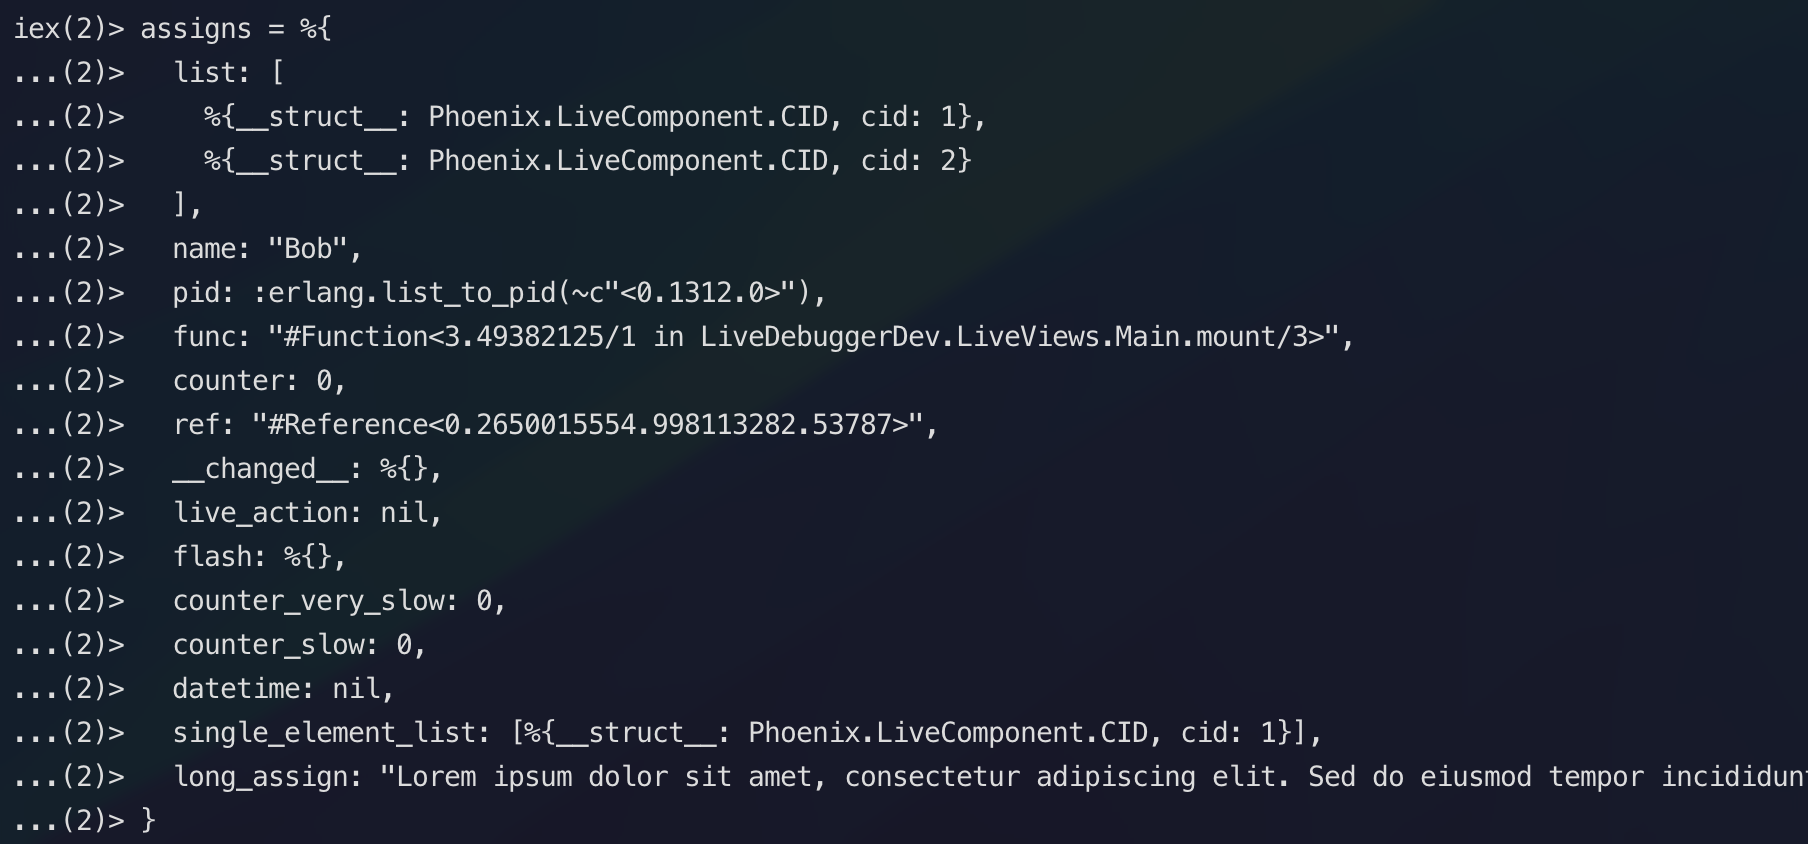 iex(2)> assigns = %{
...(2)>   list: [
...(2)>     %{__struct__: Phoenix.LiveComponent.CID, cid: 1},
...(2)>     %{__struct__: Phoenix.LiveComponent.CID, cid: 2}
...(2)>   ],
...(2)>   name: "Bob",
...(2)>   pid: :erlang.list_to_pid(~c"<0.1312.0>"),
...(2)>   func: "#Function<3.49382125/1 in LiveDebuggerDev.LiveViews.Main.mount/3>",
...(2)>   counter: 0,
...(2)>   ref: "#Reference<0.2650015554.998113282.53787>",
...(2)>   __changed__: %{},
...(2)>   live_action: nil,
...(2)>   flash: %{},
...(2)>   counter_very_slow: 0,
...(2)>   counter_slow: 0,
...(2)>   datetime: nil,
...(2)>   single_element_list: [%{__struct__: Phoenix.LiveComponent.CID, cid: 1}],
...(2)>   long_assign: "Lorem ipsum dolor sit amet, consectetur adipiscing elit. Sed do eiusmod tempor incididunt
...(2)> }